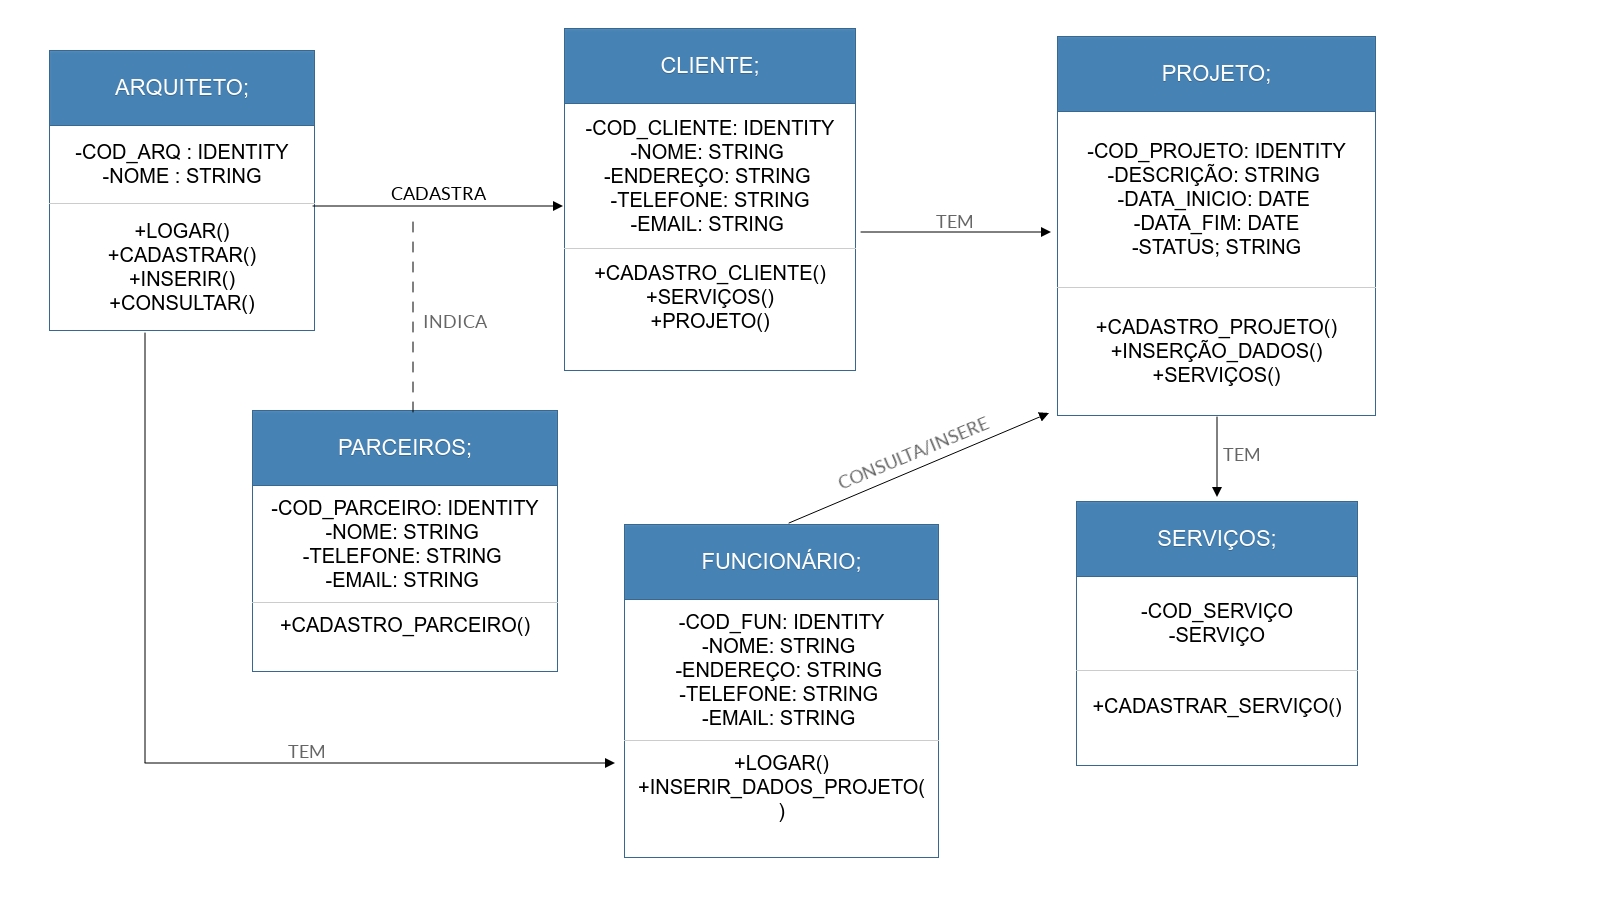 ARQUITETO;
-COD_ARQ : IDENTITY
-NOME : STRING
+LOGAR()
+CADASTRAR()
+INSERIR()
+CONSULTAR()
CADASTRA
CLIENTE;
-COD_CLIENTE: IDENTITY
-NOME: STRING
-ENDEREÇO: STRING
-TELEFONE: STRING
-EMAIL: STRING
+CADASTRO_CLIENTE()
+SERVIÇOS()
+PROJETO()
TEM
PROJETO;
-COD_PROJETO: IDENTITY
-DESCRIÇÃO: STRING
-DATA_INICIO: DATE
-DATA_FIM: DATE
-STATUS; STRING
+CADASTRO_PROJETO()
+INSERÇÃO_DADOS()
+SERVIÇOS()
INDICA
PARCEIROS;
-COD_PARCEIRO: IDENTITY
-NOME: STRING
-TELEFONE: STRING
-EMAIL: STRING
+CADASTRO_PARCEIRO()
CONSULTA/INSERE
TEM
FUNCIONÁRIO;
-COD_FUN: IDENTITY
-NOME: STRING
-ENDEREÇO: STRING
-TELEFONE: STRING
-EMAIL: STRING
+LOGAR()
+INSERIR_DADOS_PROJETO(
)
SERVIÇOS;
-COD_SERVIÇO
-SERVIÇO
+CADASTRAR_SERVIÇO()
TEM